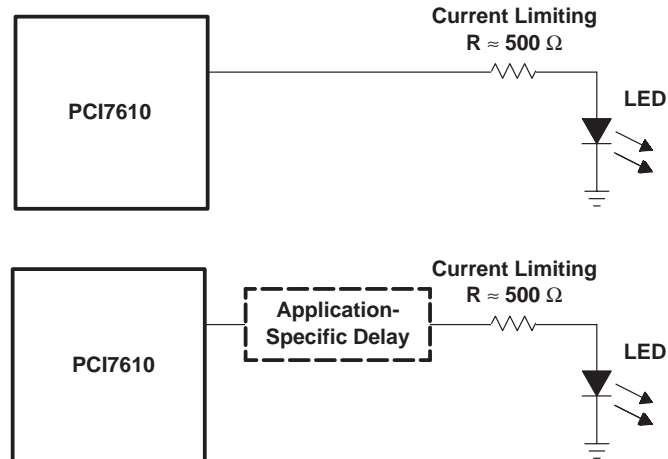 Current Limiting
R ≈ 500 Ω
PCI7610
LED
Current Limiting
R ≈ 500 Ω
Application-
Specific Delay
PCI7610
LED